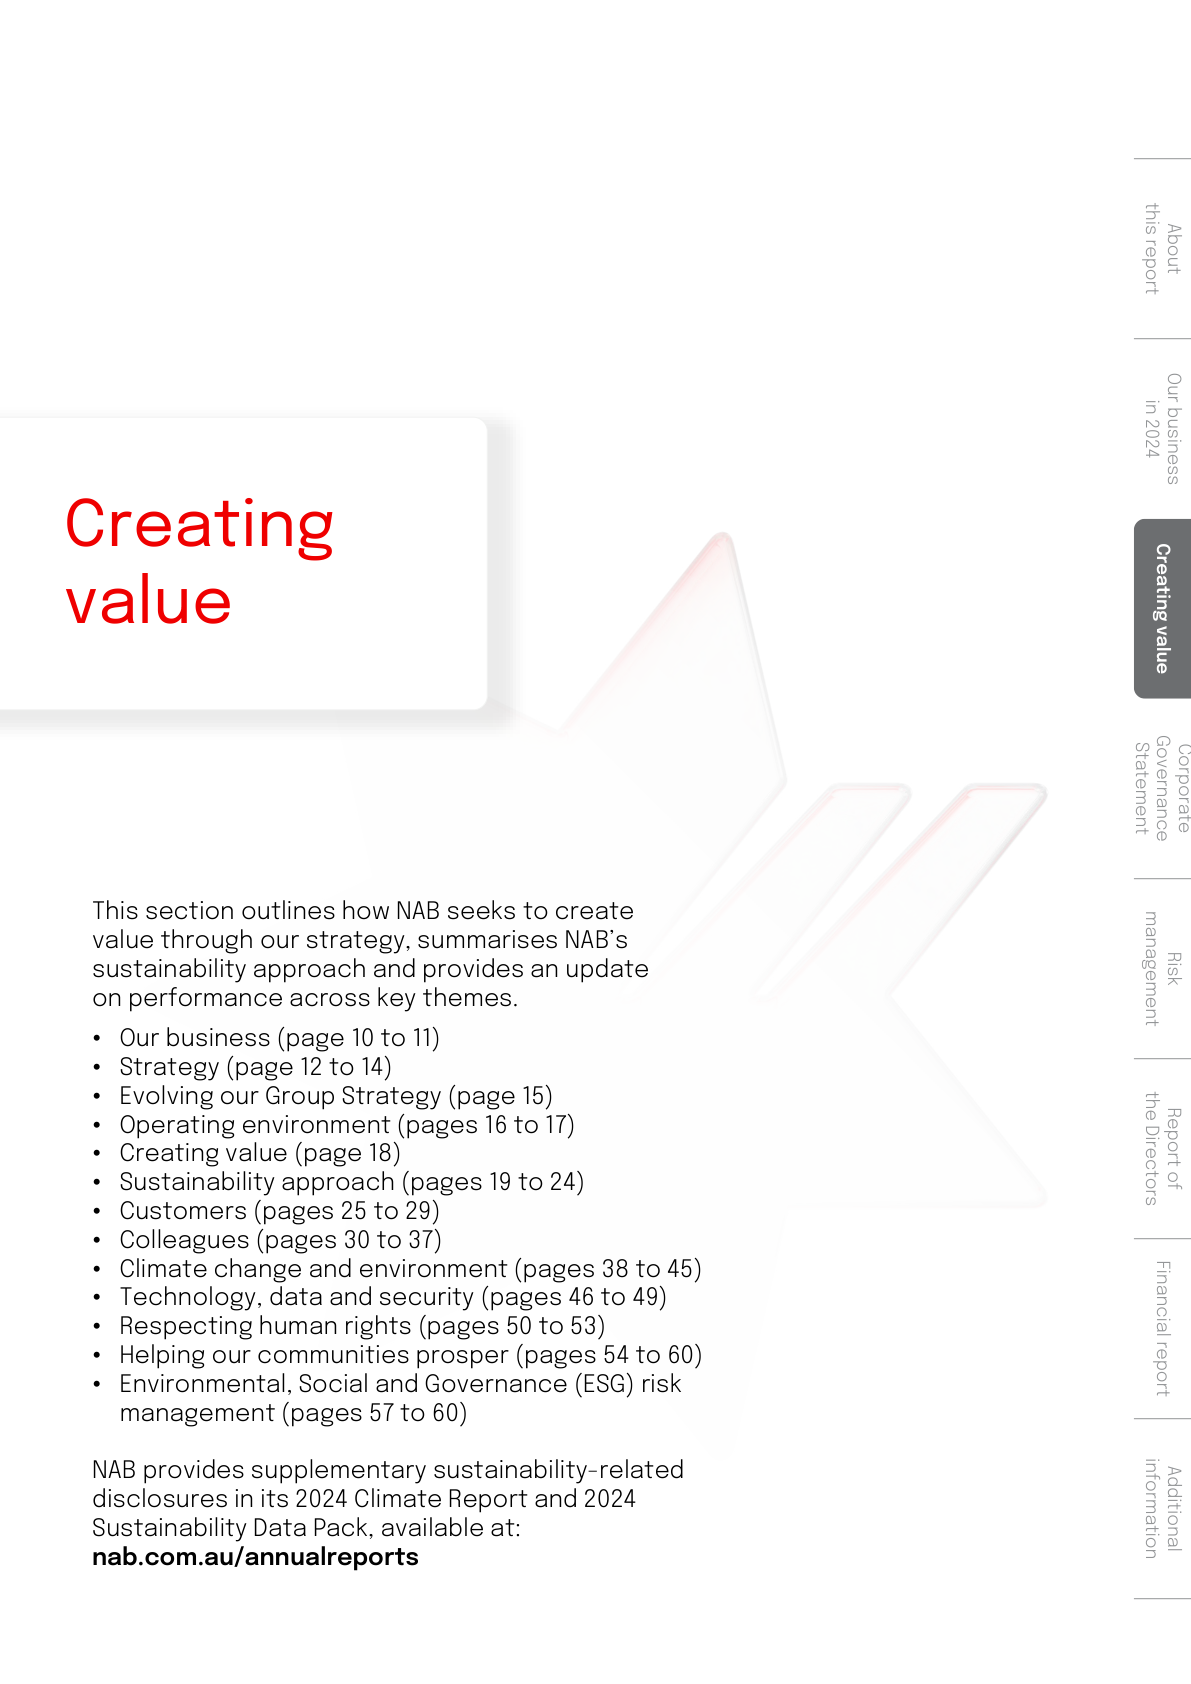 Creating
value
This section outlines how NAB seeks to create
value through our strategy, summarises NAB’s
sustainability approach and provides an update
on performance across key themes.
• Our business (page 10 to 11)
• Strategy (page 12 to 14)
• Evolving our Group Strategy (page 15)
• Operating environment (pages 16 to 17)
• Creating value (page 18)
• Sustainability approach (pages 19 to 24)
• Customers (pages 25 to 29)
• Colleagues (pages 30 to 37)
• Climate change and environment (pages 38 to 45)
• Technology, data and security (pages 46 to 49)
• Respecting human rights (pages 50 to 53)
• Helping our communities prosper (pages 54 to 60)
• Environmental, Social and Governance (ESG) risk
management (pages 57 to 60)
NAB provides supplementary sustainability-related
disclosures in its 2024 Climate Report and 2024
Sustainability Data Pack, available at:
nab.com.au/annualreports
About
this report
Our business
in 2024
Creating value
Corporate
Governance
Statement
Risk
management
Report of
the Directors
Financial report
Additional
information